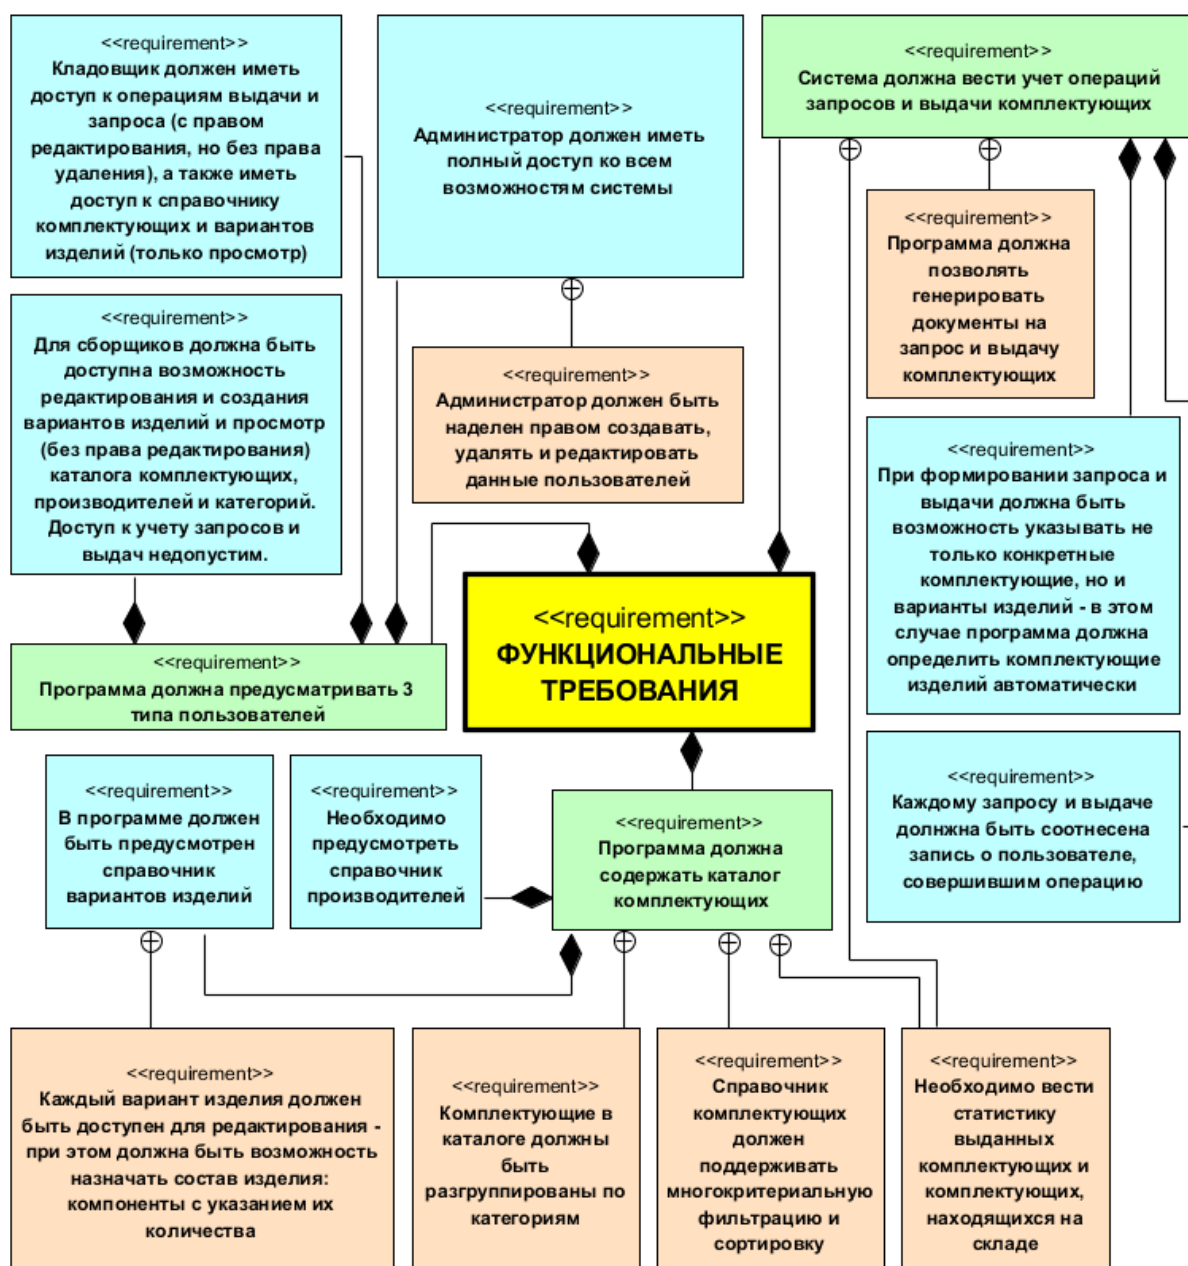 <<requirement>>
Кладовщик должен иметь
доступ к операциям выдачи и
запроса (с правом
редактирования, но без права
удаления), а также иметь
доступ к справочнику
комплектующих и вариантов
изделий (только просмотр)
<<requirement>>
Администратор должен иметь
полный доступ ко всем
возможностям системы
<<requirement>>
Система должна вести учет операций
запросов и выдачи комплектующих
<<requirement>>
Программа должна
позволять
генерировать
документы на
запрос и выдачу
комплектующих
<<requirement>>
Для сборщиков должна быть
доступна возможность
редактирования и создания
вариантов изделий и просмотр
(без права редактирования)
каталога комплектующих,
производителей и категорий.
Доступ к учету запросов и
выдач недопустим.
<<requirement>>
Администратор должен быть
наделен правом создавать,
удалять и редактировать
данные пользователей
<<requirement>>
При формировании запроса и
выдачи должна быть
возможность указывать не
только конкретные
комплектующие, но и
варианты изделий - в этом
случае программа должна
определить комплектующие
изделий автоматически
<<requirement>>
ФУНКЦИОНАЛЬНЫЕ
ТРЕБОВАНИЯ
<<requirement>>
Программа должна предусматривать 3
типа пользователей
<<requirement>>
В программе должен
быть предусмотрен
справочник
вариантов изделий
<<requirement>>
Необходимо
предусмотреть
справочник
производителей
<<requirement>>
Программа должна
содержать каталог
комплектующих
<<requirement>>
Каждому запросу и выдаче
долнжна быть соотнесена
запись о пользователе,
совершившим операцию
<<requirement>>
Каждый вариант изделия должен
быть доступен для редактирования -
при этом должна быть возможность
назначать состав изделия:
компоненты с указанием их
количества
<<requirement>>
Комплектующие в
каталоге должны
быть
разгруппированы по
категориям
<<requirement>>
Справочник
комплектующих
должен
поддерживать
многокритериальную
фильтрацию и
сортировку
<<requirement>>
Необходимо вести
статистику
выданных
комплектующих и
комплектующих,
находящихся на
складе